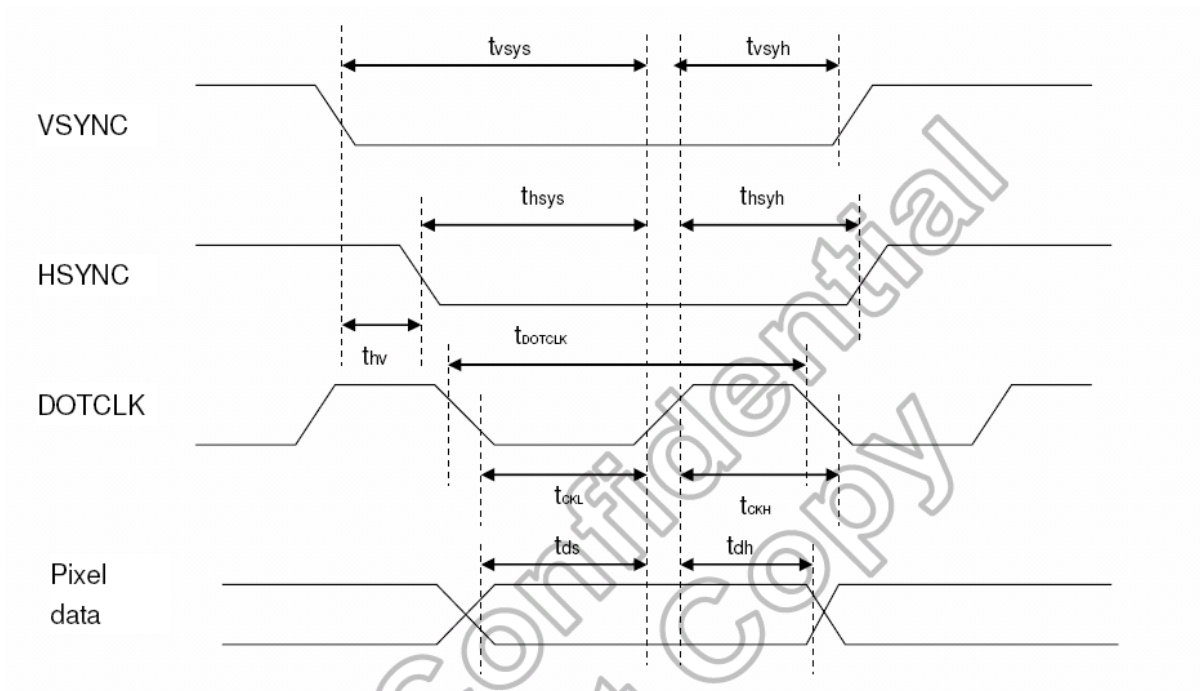 tvsys
tvsyh
VSYNC
thsys
thsyh
HSYNC
thv
tDOTCLK
DOTCLK
tCKL
tCKH
tds
tdh
Pixel
data
Confidential
Copy